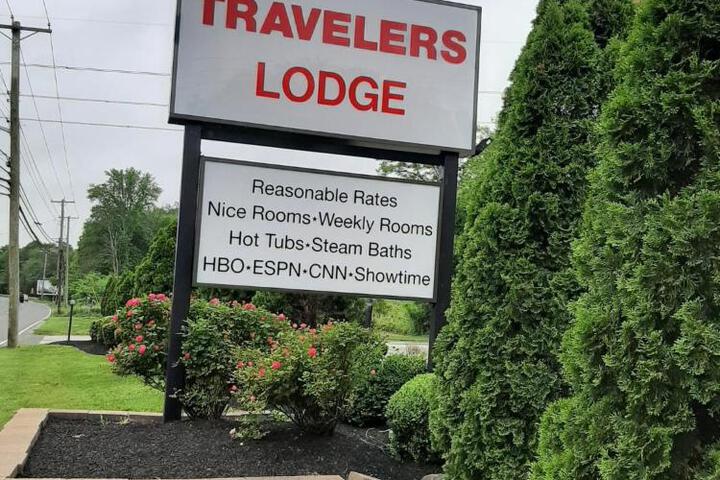 TRAVELERS
LODGE
Reasonable Rates
Nice Rooms•Weekly Rooms
Hot Tubs•Steam Baths
HBO•ESPN•CNN•Showtime